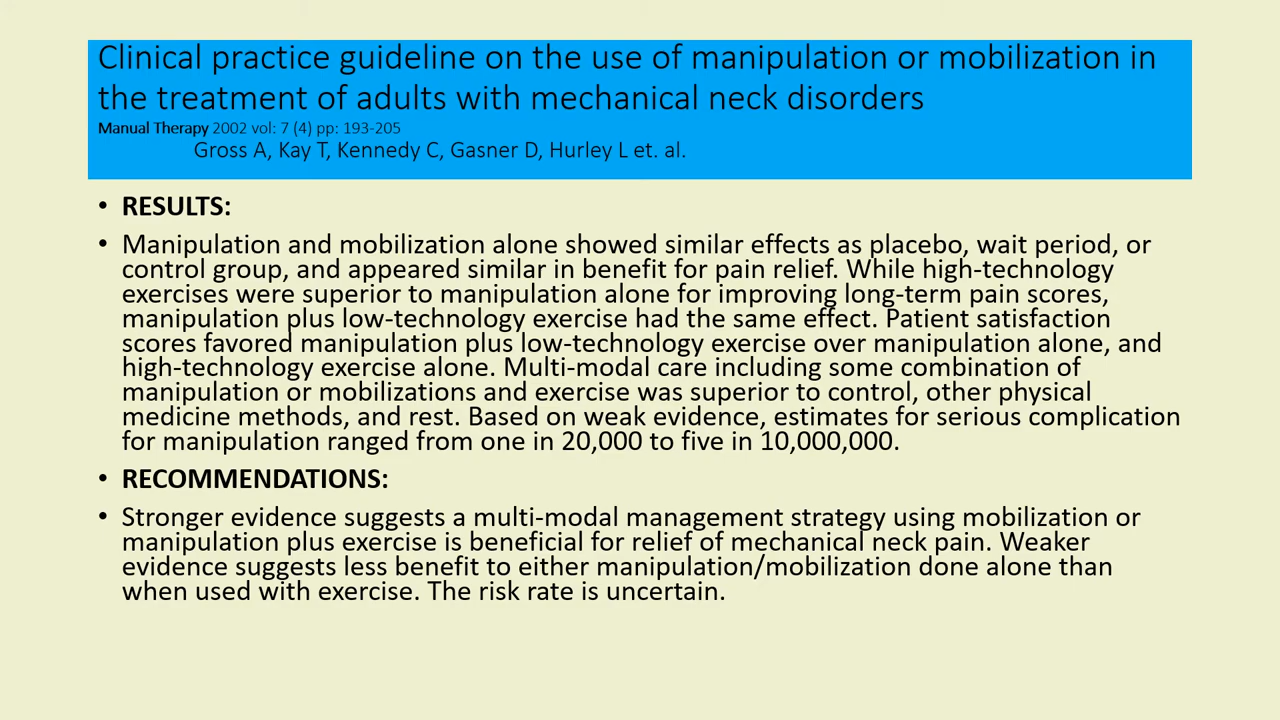 Clinical practice guideline on the use of manipulation or mobilization in
the treatment of adults with mechanical neck disorders
Manual Therapy 2002 vol: 7 (4) pp: 193-205
Gross A, Kay T, Kennedy C, Gasner D, Hurley L et. al.
• RESULTS:
• Manipulation and mobilization alone showed similar effects as placebo, wait period, or
control group, and appeared similar in benefit for pain relief. While high-technology
exercises were superior to manipulation alone for improving long-term pain scores,
manipulation plus low-technology exercise had the same effect. Patient satisfaction
scores favored manipulation plus low-technology exercise over manipulation alone, and
high-technology exercise alone. Multi-modal care including some combination of
manipulation or mobilizations and exercise was superior to control, other physical
medicine methods, and rest. Based on weak evidence, estimates for serious complication
for manipulation ranged from one in 20,000 to five in 10,000,000.
• RECOMMENDATIONS:
• Stronger evidence suggests a multi-modal management strategy using mobilization or
manipulation plus exercise is beneficial for relief of mechanical neck pain. Weaker
evidence suggests less benefit to either manipulation/mobilization done alone than
when used with exercise. The risk rate is uncertain.